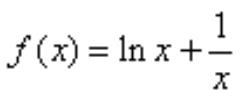 f(x) = ln x + 1/x